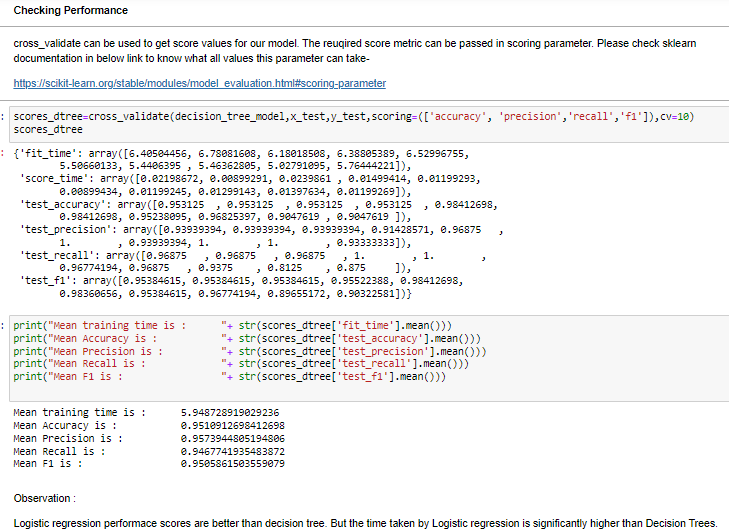 Checking Performance
cross_validate can be used to get score values for our model. The reuqired score metric can be passed in scoring parameter. Please check sklearn
documentation in below link to know what all values this parameter can take-
https://scikit-learn.org/stable/modules/model_evaluation.html#scoring-parameter
: scores_dtree=cross_validate(decision_tree_model,x_test,y_test,scoring=(['accuracy', 'precision','recall','f1']),cv=10)
scores_dtree
: {'fit_time': array([6.40504456, 6.78081608, 6.18018508, 6.38805389, 6.52996755,
5.50660133, 5.4406395 , 5.46362805, 5.02791095, 5.76444221]),
'score_time': array([0.02198672, 0.00899291, 0.0239861 , 0.01499414, 0.01199293,
0.00899434, 0.01199245, 0.01299143, 0.01397634, 0.01199269]),
'test_accuracy': array([0.953125  , 0.953125  , 0.953125  , 0.953125  , 0.98412698,
0.98412698, 0.95238095, 0.96825397, 0.9047619 , 0.9047619 ]),
'test_precision': array([0.93939394, 0.93939394, 0.93939394, 0.91428571, 0.96875   ,
1.        , 0.93939394, 1.        , 1.        , 0.93333333]),
'test_recall': array([0.96875   , 0.96875   , 0.96875   , 1.        , 1.        ,
0.96774194, 0.96875   , 0.9375    , 0.8125    , 0.875     ]),
'test_f1': array([0.95384615, 0.95384615, 0.95384615, 0.95522388, 0.98412698,
0.98360656, 0.95384615, 0.96774194, 0.89655172, 0.90322581])}
: print("Mean training time is :      "+ str(scores_dtree['fit_time'].mean()))
print("Mean Accuracy is :           "+ str(scores_dtree['test_accuracy'].mean()))
print("Mean Precision is :          "+ str(scores_dtree['test_precision'].mean()))
print("Mean Recall is :             "+ str(scores_dtree['test_recall'].mean()))
print("Mean F1 is :                 "+ str(scores_dtree['test_f1'].mean()))
Mean training time is :      5.948728919029236
Mean Accuracy is :           0.9510912698412698
Mean Precision is :          0.9573944805194806
Mean Recall is :             0.9467741935483872
Mean F1 is :                 0.9505861503559079
Observation :
Logistic regression performace scores are better than decision tree. But the time taken by Logistic regression is significantly higher than Decision Trees.